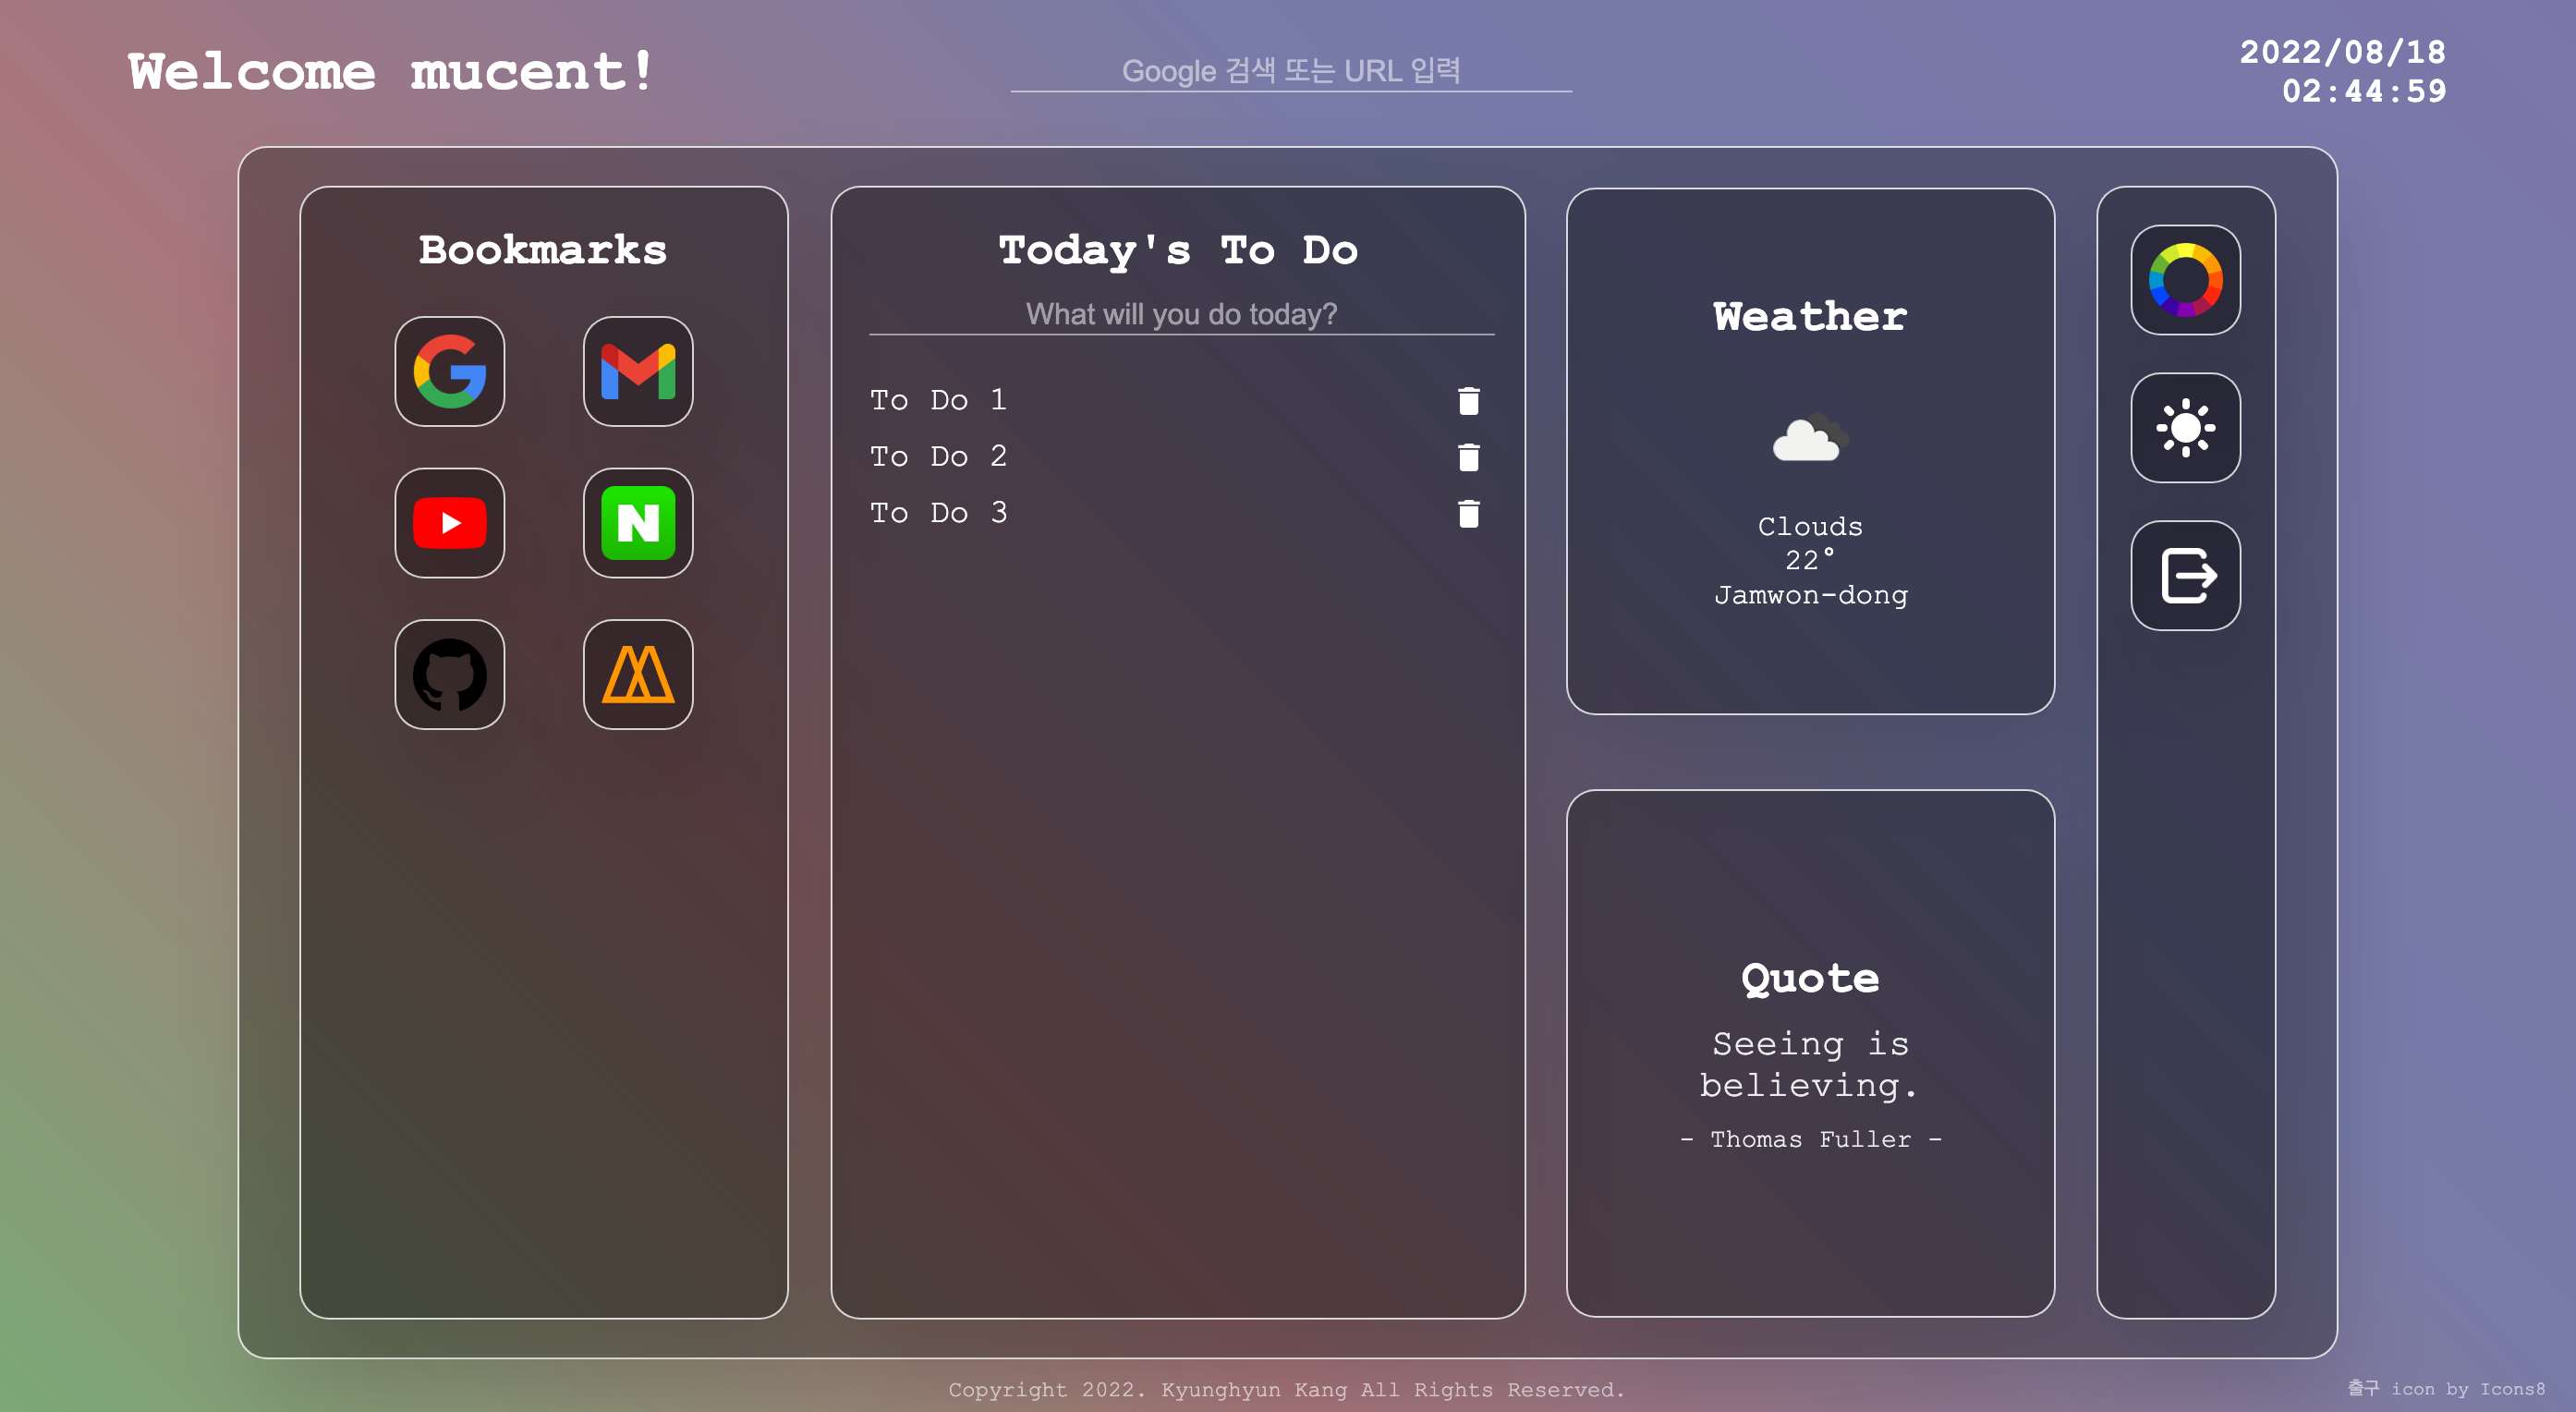 Welcome mucent!
Google 검색 또는 URL 입력
2022/08/18
02:44:59
Bookmarks
Today's To Do
What will you do today?
To Do 1
To Do 2
To Do 3
Weather
Clouds
22°
Jamwon-dong
Quote
Seeing is
believing.
- Thomas Fuller -
Copyright 2022. Kyunghyun Kang All Rights Reserved.
출구 icon by Icons8